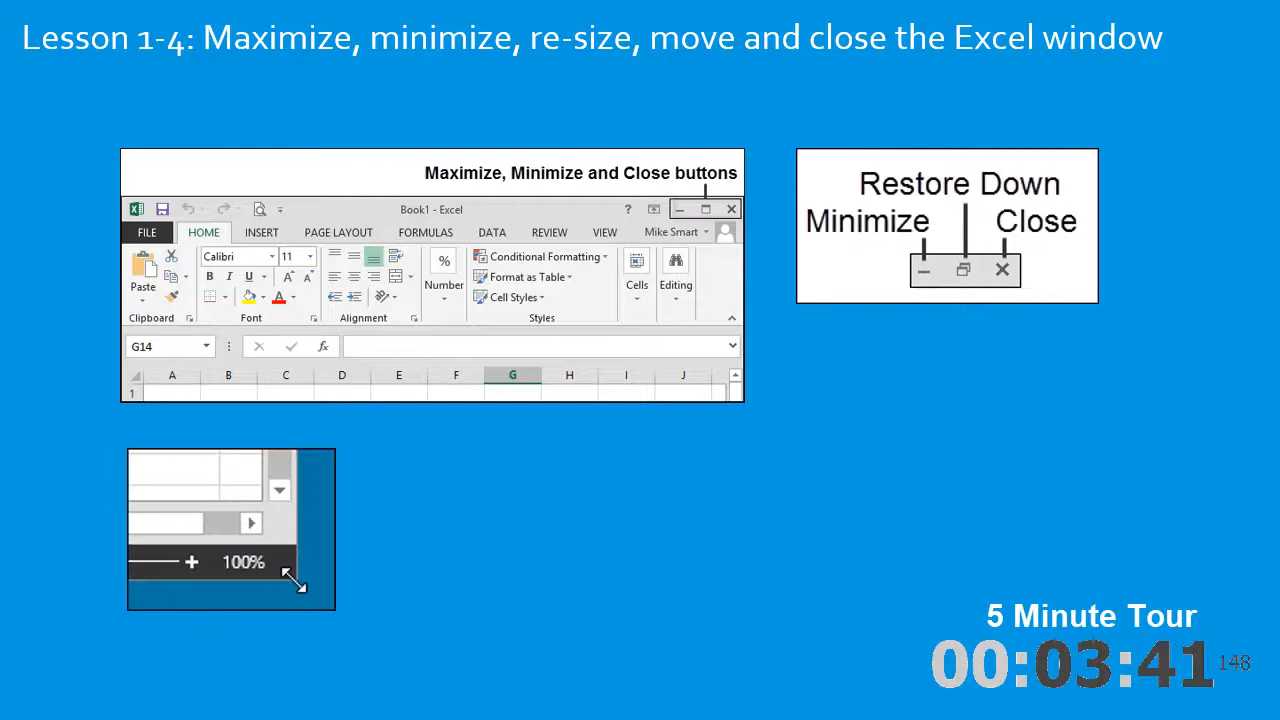 Lesson 1-4: Maximize, minimize, re-size, move and close the Excel window
Maximize, Minimize and Close buttons
Book1 - Excel
?
FILE HOME INSERT PAGE LAYOUT FORMULAS DATA REVIEW VIEW Mike Smart
Calibri 11
Conditional Formatting
Paste
B I U A A
Number
Format as Table
Cells
Editing
A
Cell Styles
Clipboard Font Alignment Styles
G14
fx
A B C D E F G H I J
1
Restore Down
Minimize Close
100%
5 Minute Tour
00:03:41 148